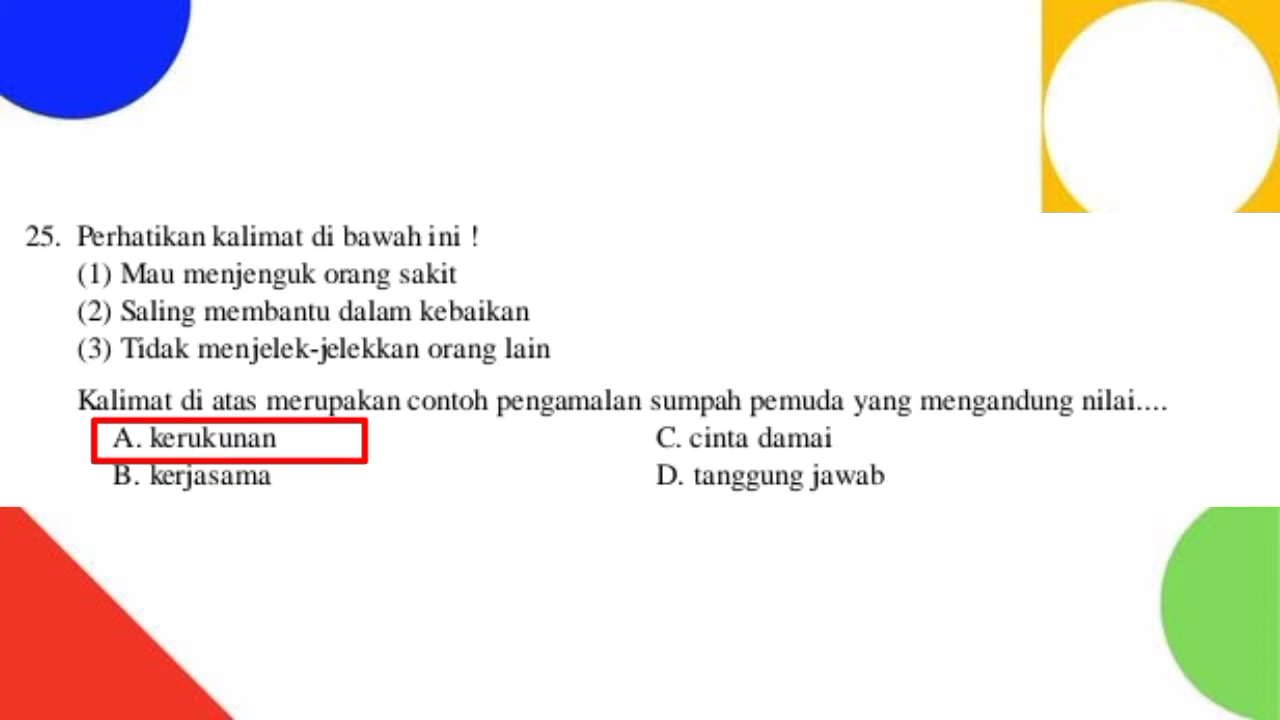 25. Perhatikan kalimat di bawah ini !
(1) Mau menjenguk orang sakit
(2) Saling membantu dalam kebaikan
(3) Tidak menjelek-jelekkan orang lain
Kalimat di atas merupakan contoh pengamalan sumpah pemuda yang mengandung nilai....
A. kerukunan
B. kerjasama
C. cinta damai
D. tanggung jawab